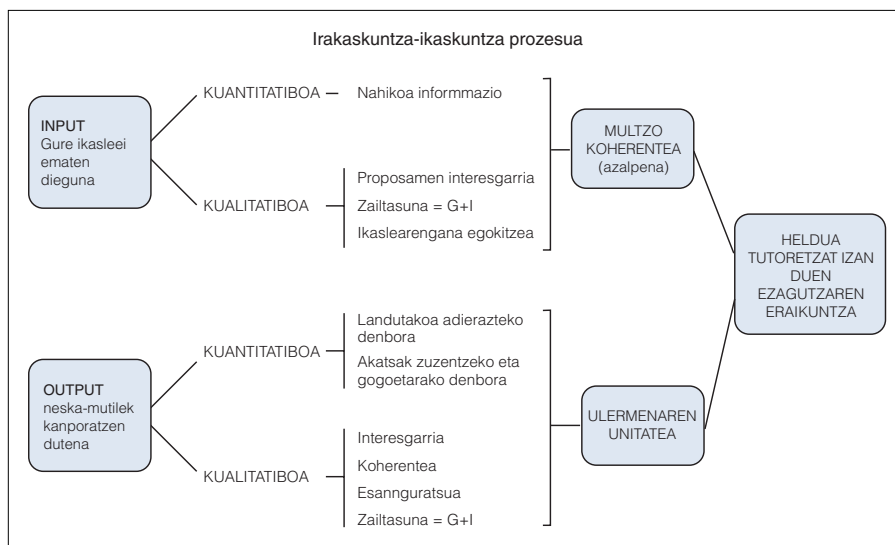 Irakaskuntza-ikaskuntza prozesua
INPUT
Gure ikasleei
ematen
dieguna
KUANTITATIBOA
Nahikoa informmazio
KUALITATIBOA
Proposamen interesgarria
Zailtasuna = G+I
Ikaslearengana egokitzea
MULTZO
KOHERENTEA
(azalpena)
HELDUA
TUTORETZAT IZAN
DUEN
EZAGUTZAREN
ERAIKUNTZA
OUTPUT
neska-mutilek
kanporatzen
dutena
KUANTITATIBOA
Landutakoa adierazteko
denbora
Akatsak zuzentzeko eta
gogoetarako denbora
KUALITATIBOA
Interesgarria
Koherentea
Esannguratsua
Zailtasuna = G+I
ULERMENAREN
UNITATEA